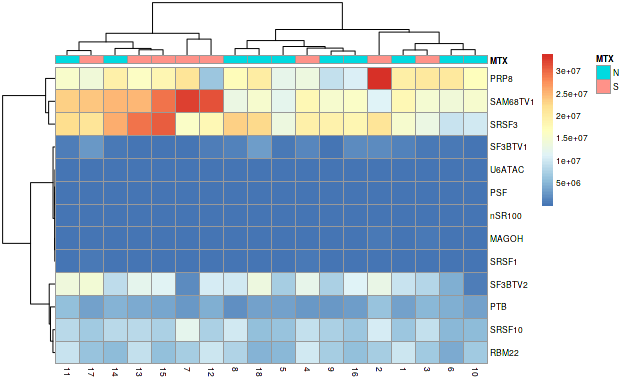 MTX
PRP8
SAM68TV1
SRSF3
SF3BTV1
U6ATAC
PSF
nSR100
MAGOH
SRSF1
SF3BTV2
PTB
SRSF10
RBM22
11 17 14 13 15 7 12 8 18 5 4 9 16 2 1 3 6 10
3e+07
2.5e+07
2e+07
1.5e+07
1e+07
5e+06
MTX
N
S